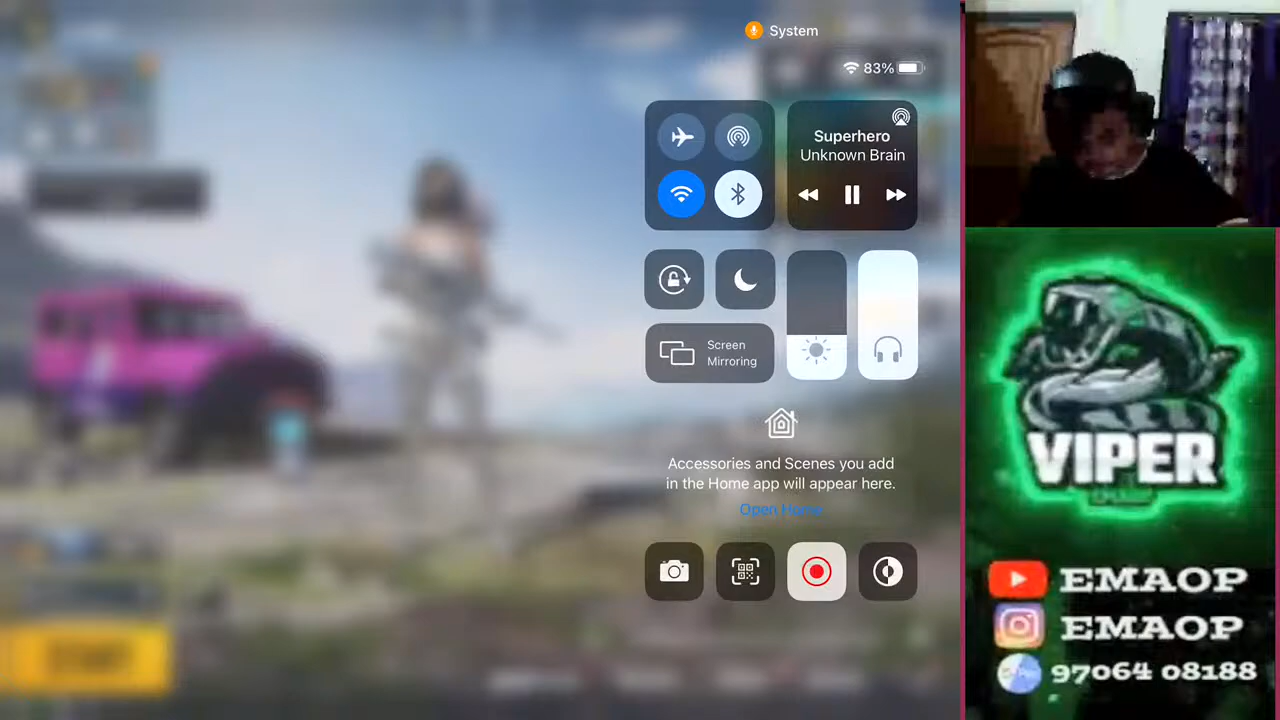 System
83%
Superhero
Unknown Brain
Screen
Mirroring
Accessories and Scenes you add
in the Home app will appear here.
Open Home
START
VIPER
EMAOP
EMAOP
97064 08188